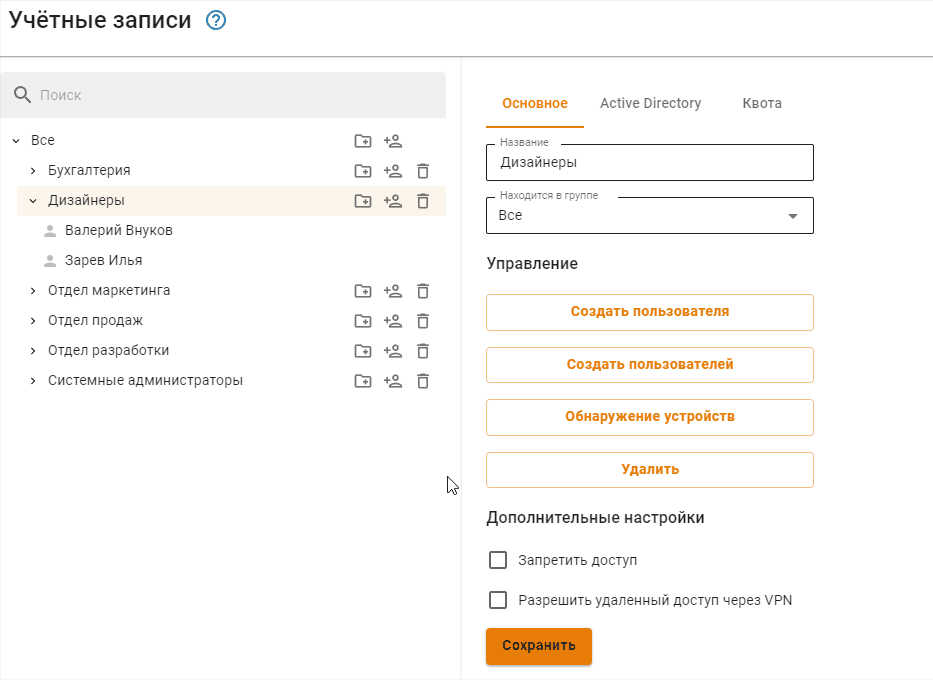 Учётные записи ?
Поиск
Все
Бухгалтерия
Дизайнеры
Валерий Внуков
Зарев Илья
Отдел маркетинга
Отдел продаж
Отдел разработки
Системные администраторы
Основное Active Directory Квота
Название
Дизайнеры
Находится в группе
Все
Управление
Создать пользователя
Создать пользователей
Обнаружение устройств
Удалить
Дополнительные настройки
Запретить доступ
Разрешить удаленный доступ через VPN
Сохранить